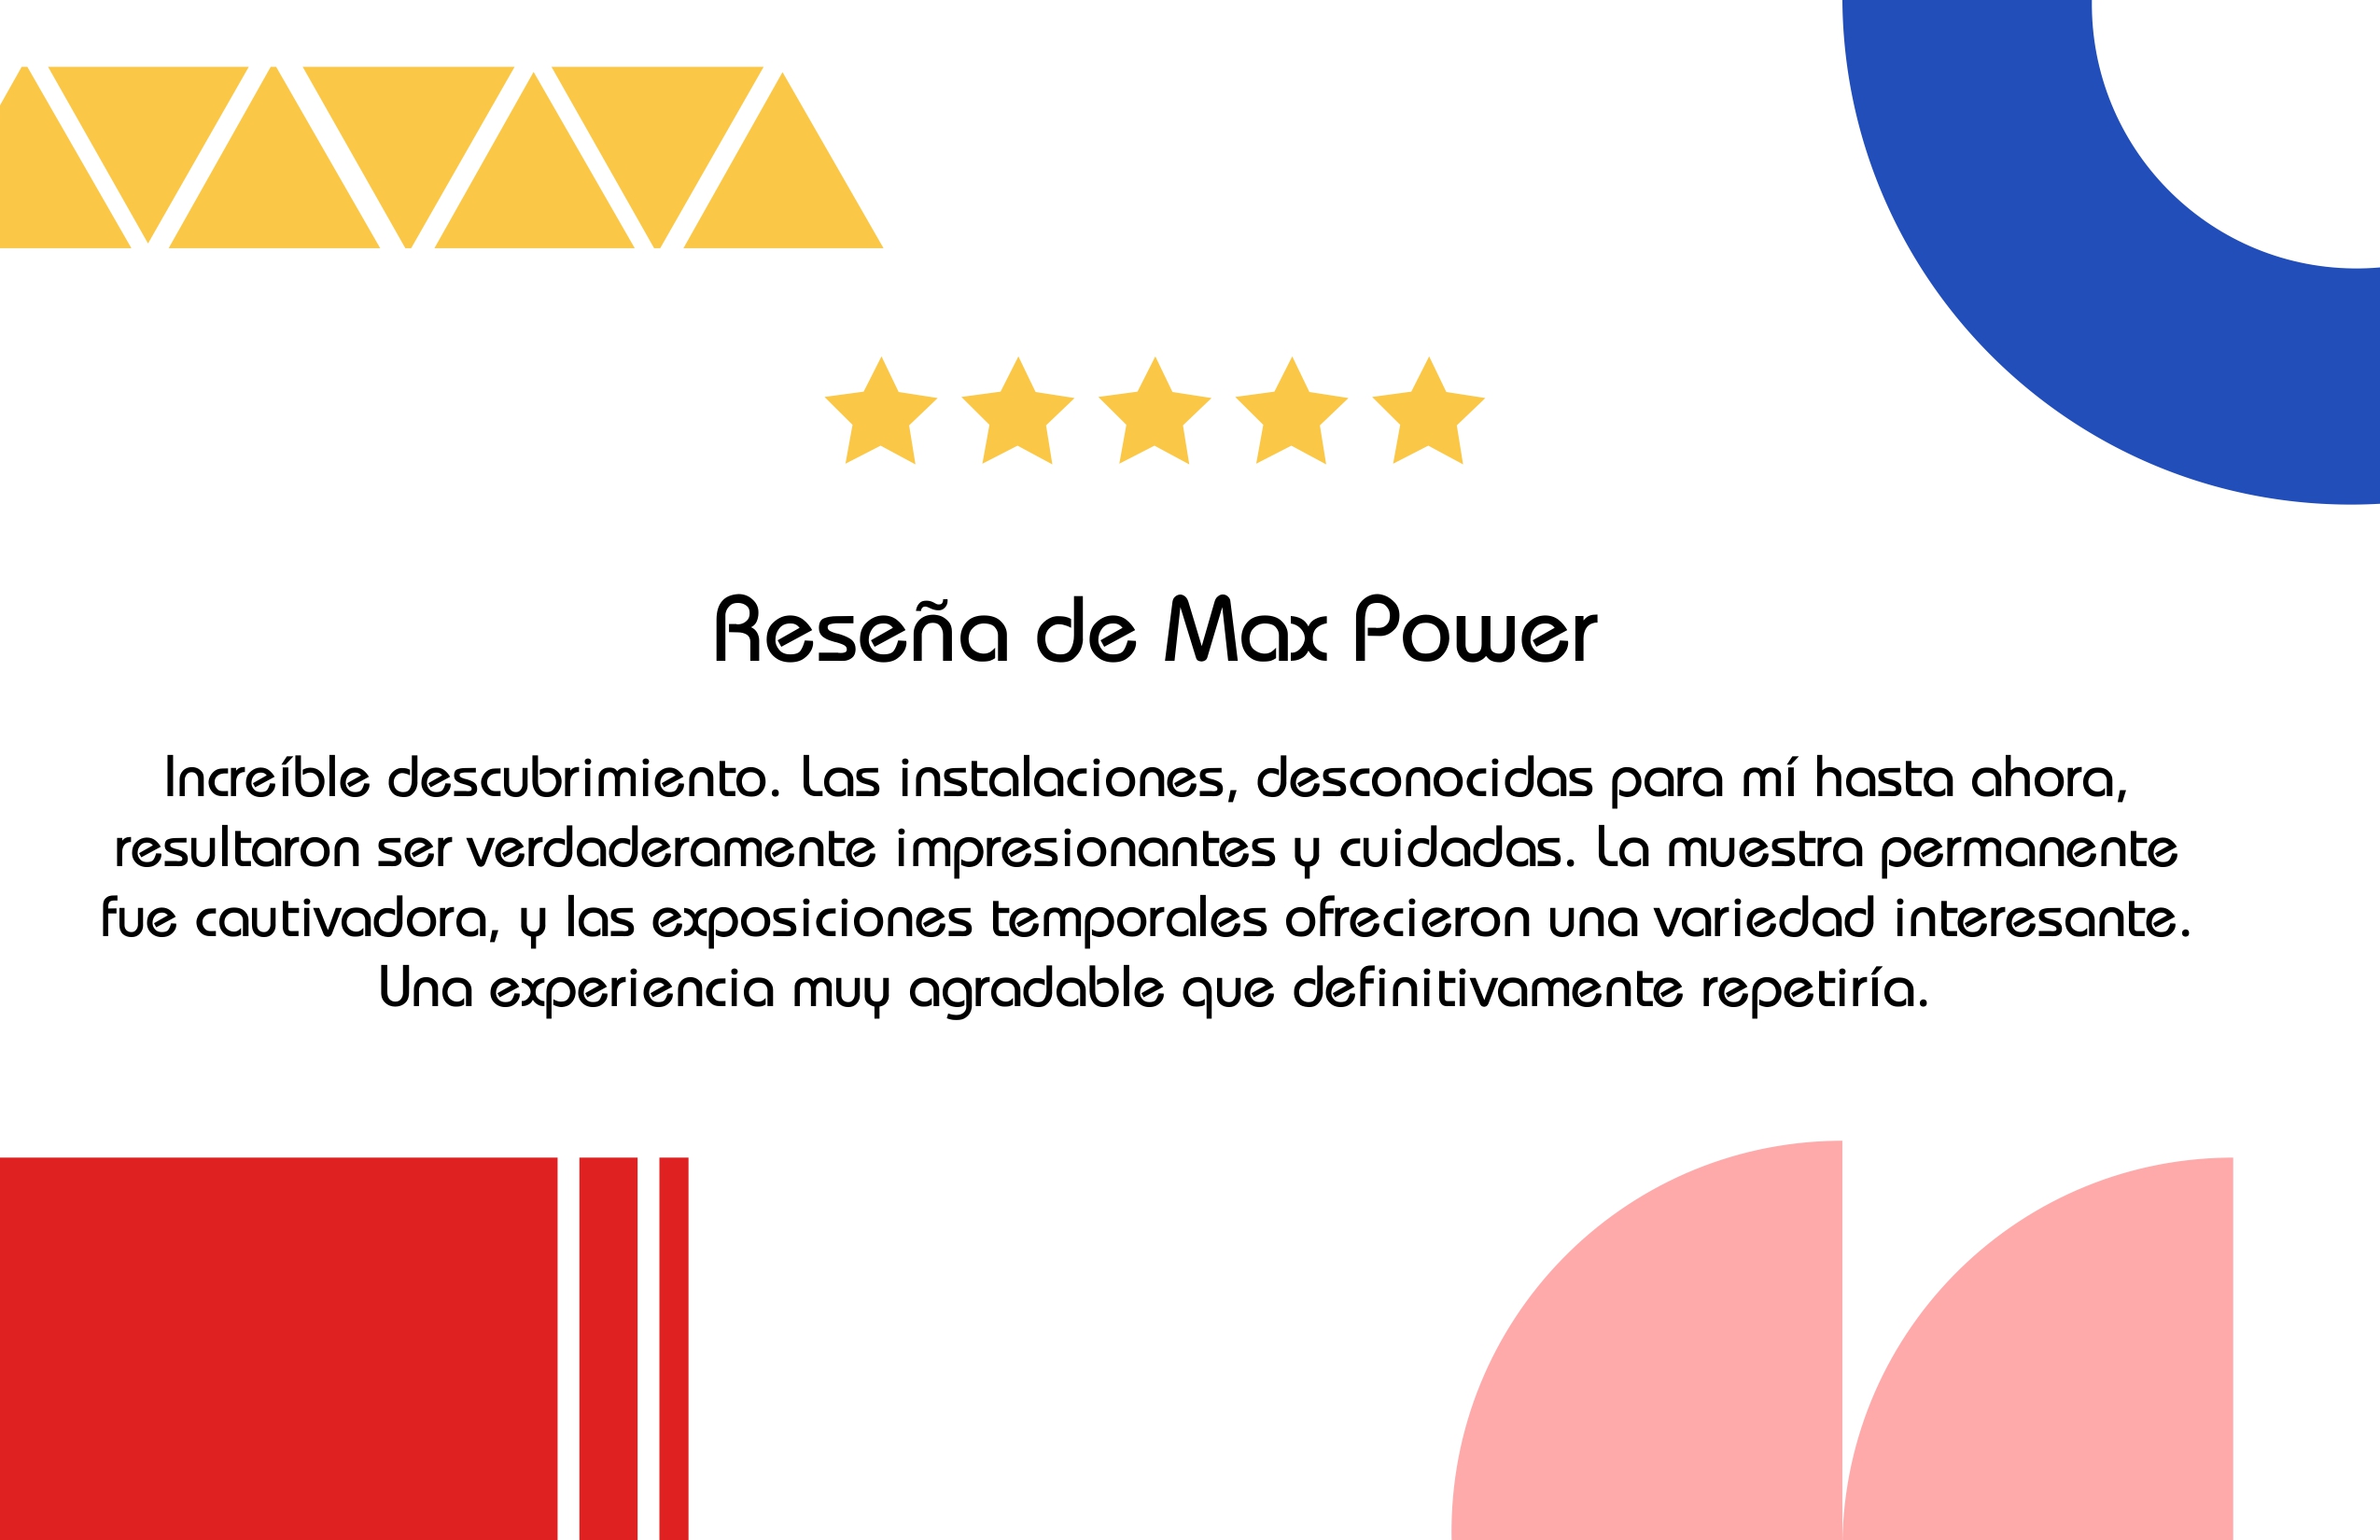 Reseña de Max Power
Increíble descubrimiento. Las instalaciones, desconocidas para mí hasta ahora,
resultaron ser verdaderamente impresionantes y cuidadas. La muestra permanente
fue cautivadora, y las exposiciones temporales ofrecieron una variedad interesante.
Una experiencia muy agradable que definitivamente repetiría.